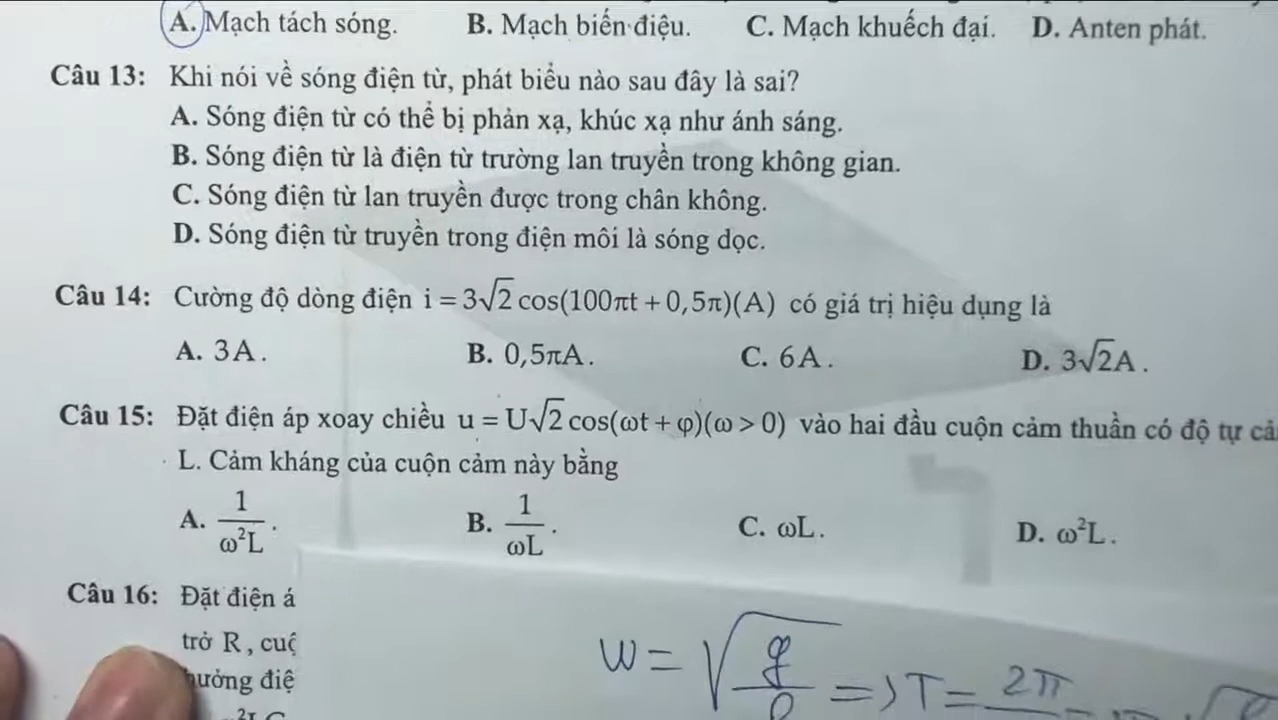 A. Mạch tách sóng. B. Mạch biến điệu. C. Mạch khuếch đại. D. Anten phát.
Câu 13: Khi nói về sóng điện từ, phát biểu nào sau đây là sai?
A. Sóng điện từ có thể bị phản xạ, khúc xạ như ánh sáng.
B. Sóng điện từ là điện từ trường lan truyền trong không gian.
C. Sóng điện từ lan truyền được trong chân không.
D. Sóng điện từ truyền trong điện môi là sóng dọc.
Câu 14: Cường độ dòng điện i = 3√2 cos(100πt + 0,5π)(A) có giá trị hiệu dụng là
A. 3A. B. 0,5πA. C. 6A. D. 3√2A.
Câu 15: Đặt điện áp xoay chiều u = U√2 cos(ωt + φ)(ω > 0) vào hai đầu cuộn cảm thuần có độ tự
L. Cảm kháng của cuộn cảm này bằng
A. 1/ω²L. B. 1/ωL. C. ωL. D. ω²L.
Câu 16: Đặt điện á
trở R, cuộ
hưởng điệ
W = √g/l => T = 2π